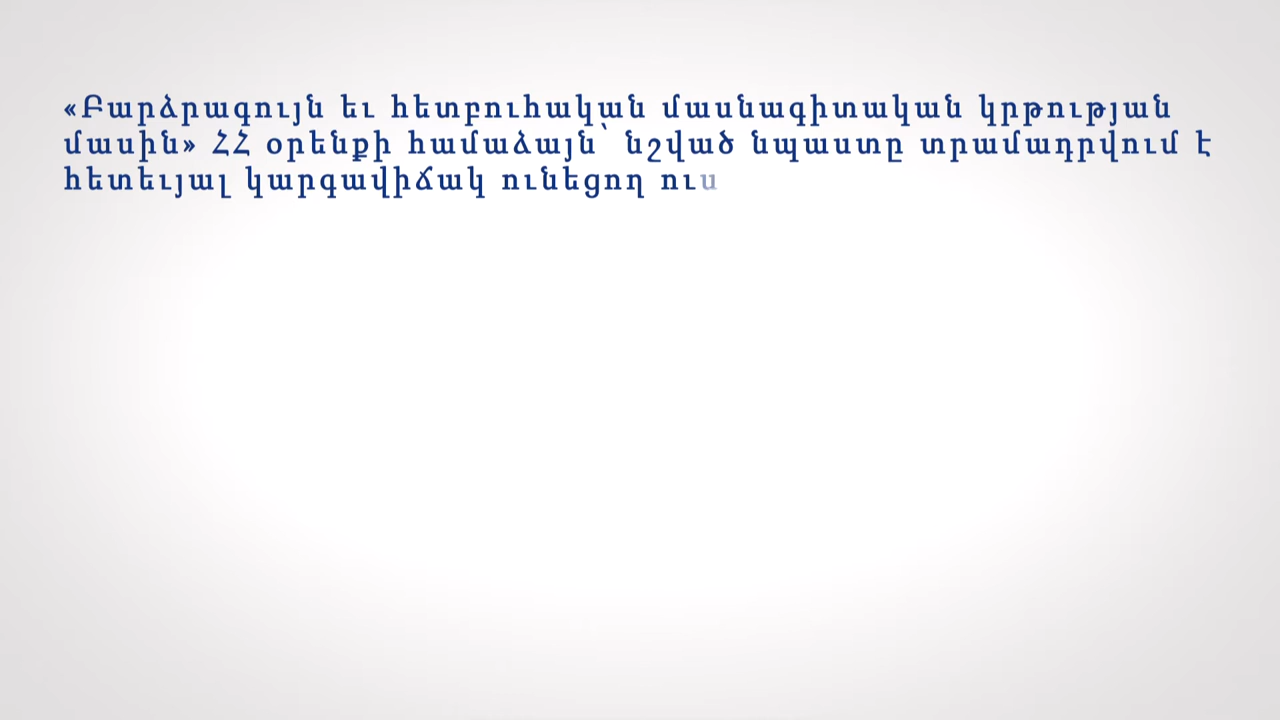 «Բարձրագույն եւ հետբուհական մասնագիտական կրթության
մասին» ՀՀ օրենքի համաձայն՝ նշված նպաստը տրամադրվում է
հետեւյալ կարգավիճակ ունեցող ուս